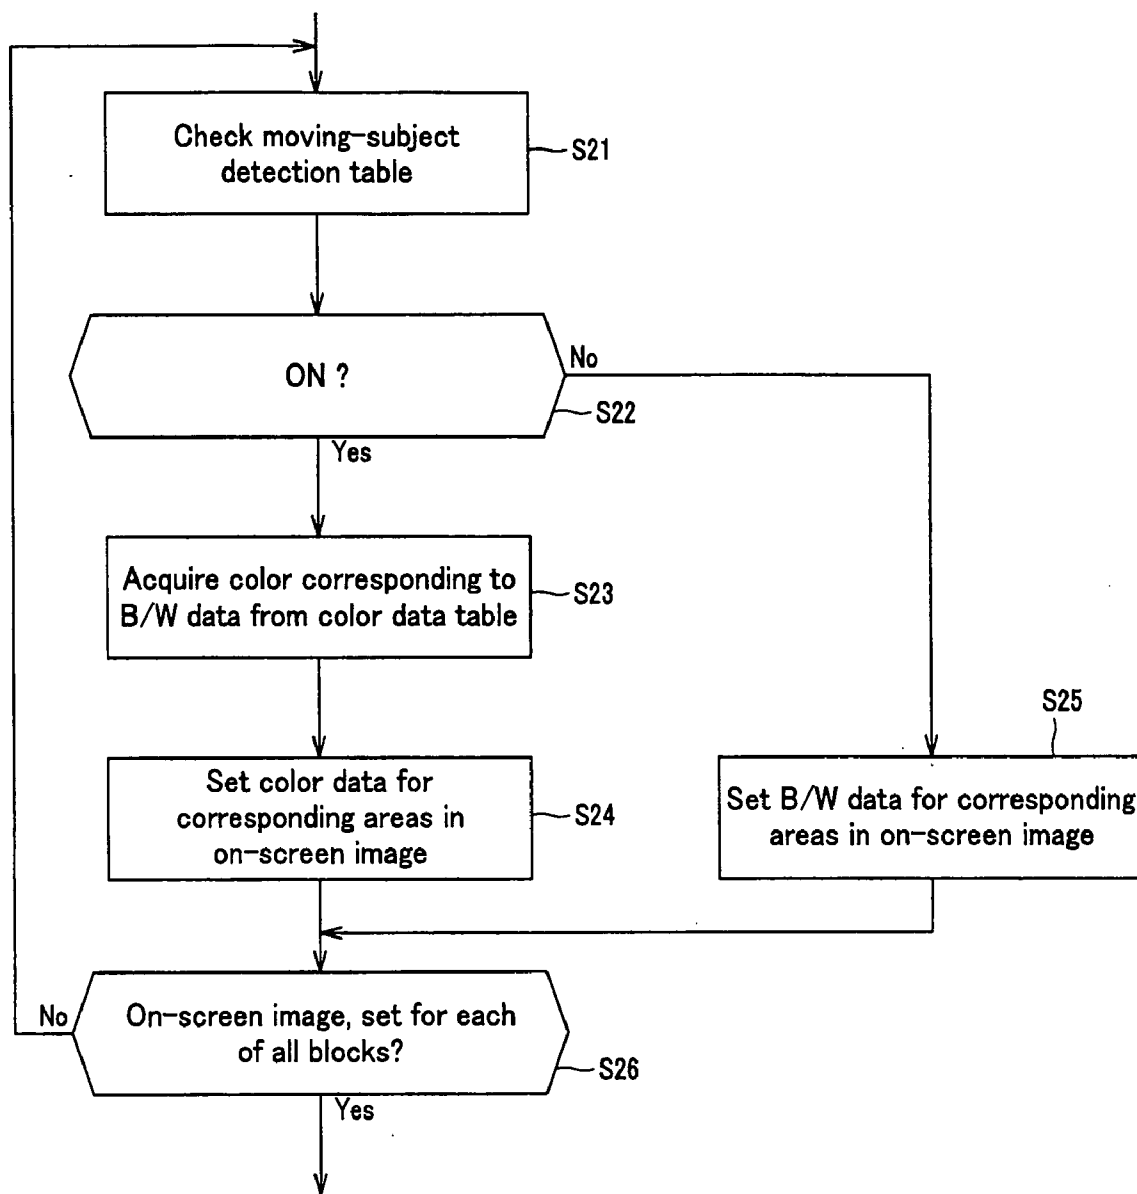 Check moving-subject
detection table
S21
ON ?
No
S22
Yes
Acquire color corresponding to
B/W data from color data table
S23
Set color data for
corresponding areas in
on-screen image
S24
S25
Set B/W data for corresponding
areas in on-screen image
No
On-screen image, set for each
of all blocks?
S26
Yes